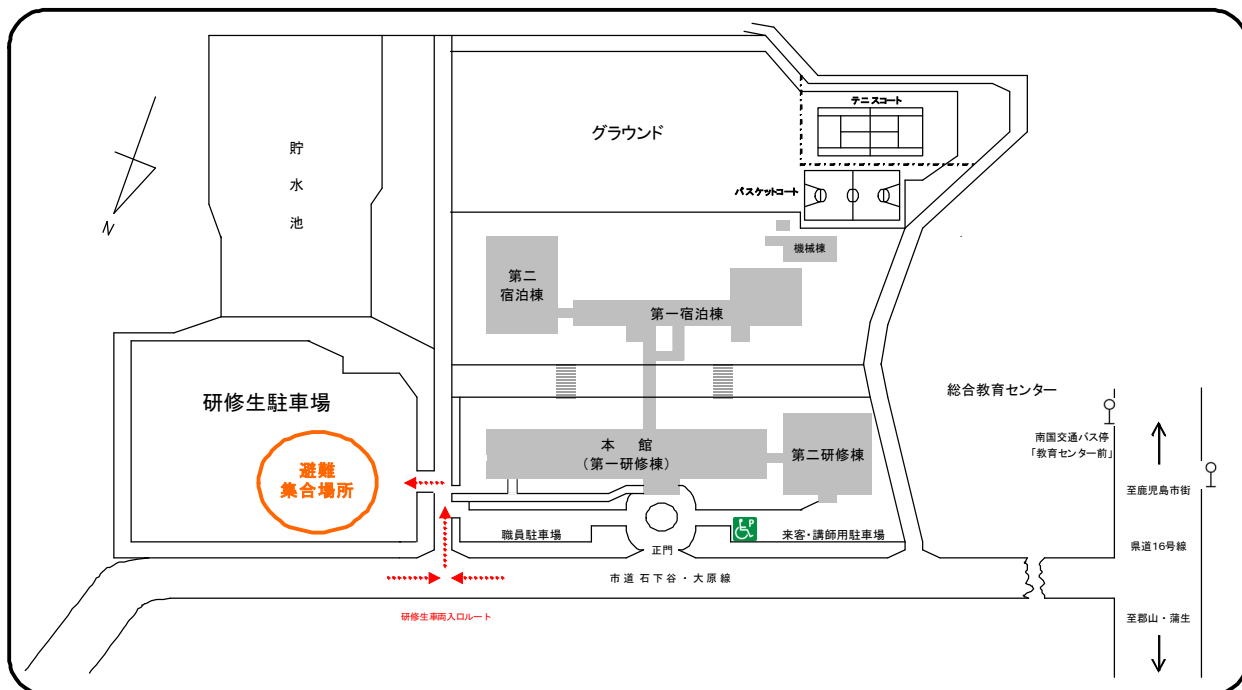 テニスコート
グラウンド
貯
水
池
バスケットコート
N
機械棟
第二
宿泊棟
第一宿泊棟
総合教育センター
研修生駐車場
南国交通バス停
「教育センター前」
本 館
(第一研修棟)
第二研修棟
避難
集合場所
至鹿児島市街
P
職員駐車場
来客・講師用駐車場
正門
県道16号線
市道 石下谷・大原線
研修生車両入口ルート
至郡山・蒲生